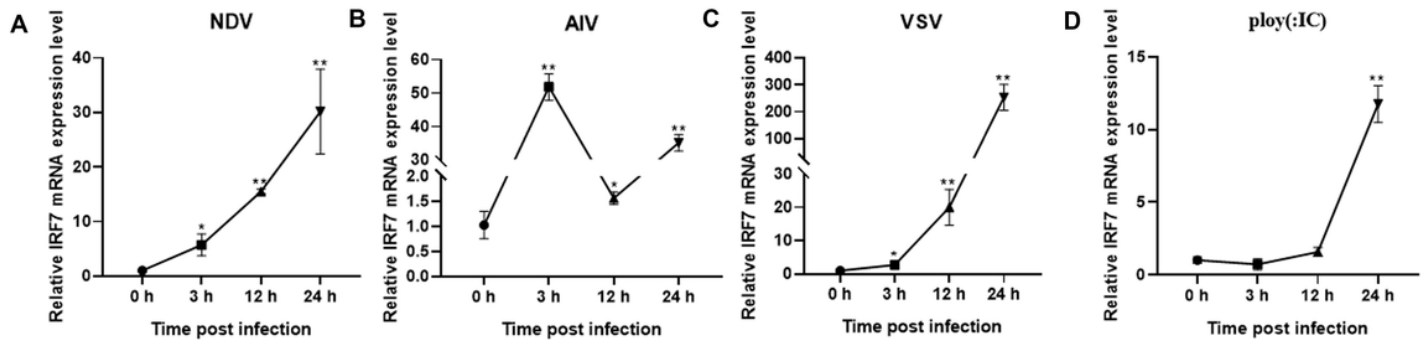 A
NDV
Relative IRF7 mRNA expression level
40
30
20
10
0
*
**
**
0 h 3 h 12 h 24 h
Time post infection
B
AIV
Relative IRF7 mRNA expression level
60
50
40
30
2.0
1.5
1.0
0.5
0.0
**
*
**
0 h 3 h 12 h 24 h
Time post infection
C
VSV
Relative IRF7 mRNA expression level
400
300
200
100
30
20
10
0
*
**
**
0 h 3 h 12 h 24 h
Time post infection
D
ploy(:IC)
Relative IRF7 mRNA expression level
15
10
5
0
**
0 h 3 h 12 h 24 h
Time post infection